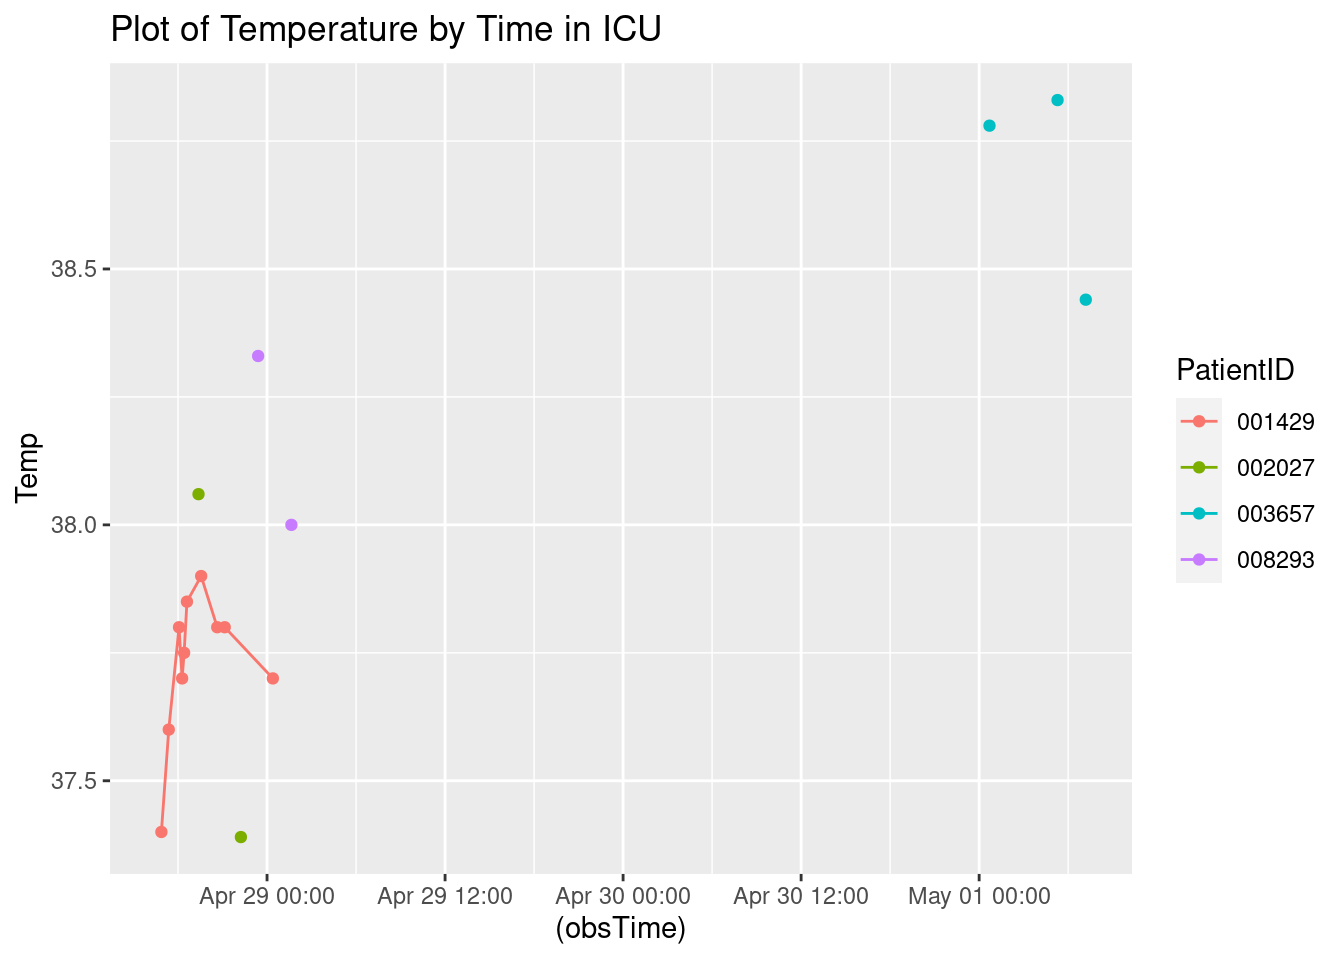 Plot of Temperature by Time in ICU
38.5
38.0
37.5
Temp
Apr 29 00:00 Apr 29 12:00 Apr 30 00:00 Apr 30 12:00 May 01 00:00
(obsTime)
PatientID
001429
002027
003657
008293